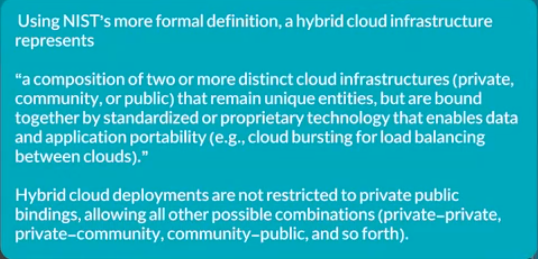 Using NIST's more formal definition, a hybrid cloud infrastructure
represents
"a composition of two or more distinct cloud infrastructures (private,
community, or public) that remain unique entities, but are bound
together by standardized or proprietary technology that enables data
and application portability (e.g., cloud bursting for load balancing
between clouds)."
Hybrid cloud deployments are not restricted to private public
bindings, allowing all other possible combinations (private–private,
private–community, community–public, and so forth).